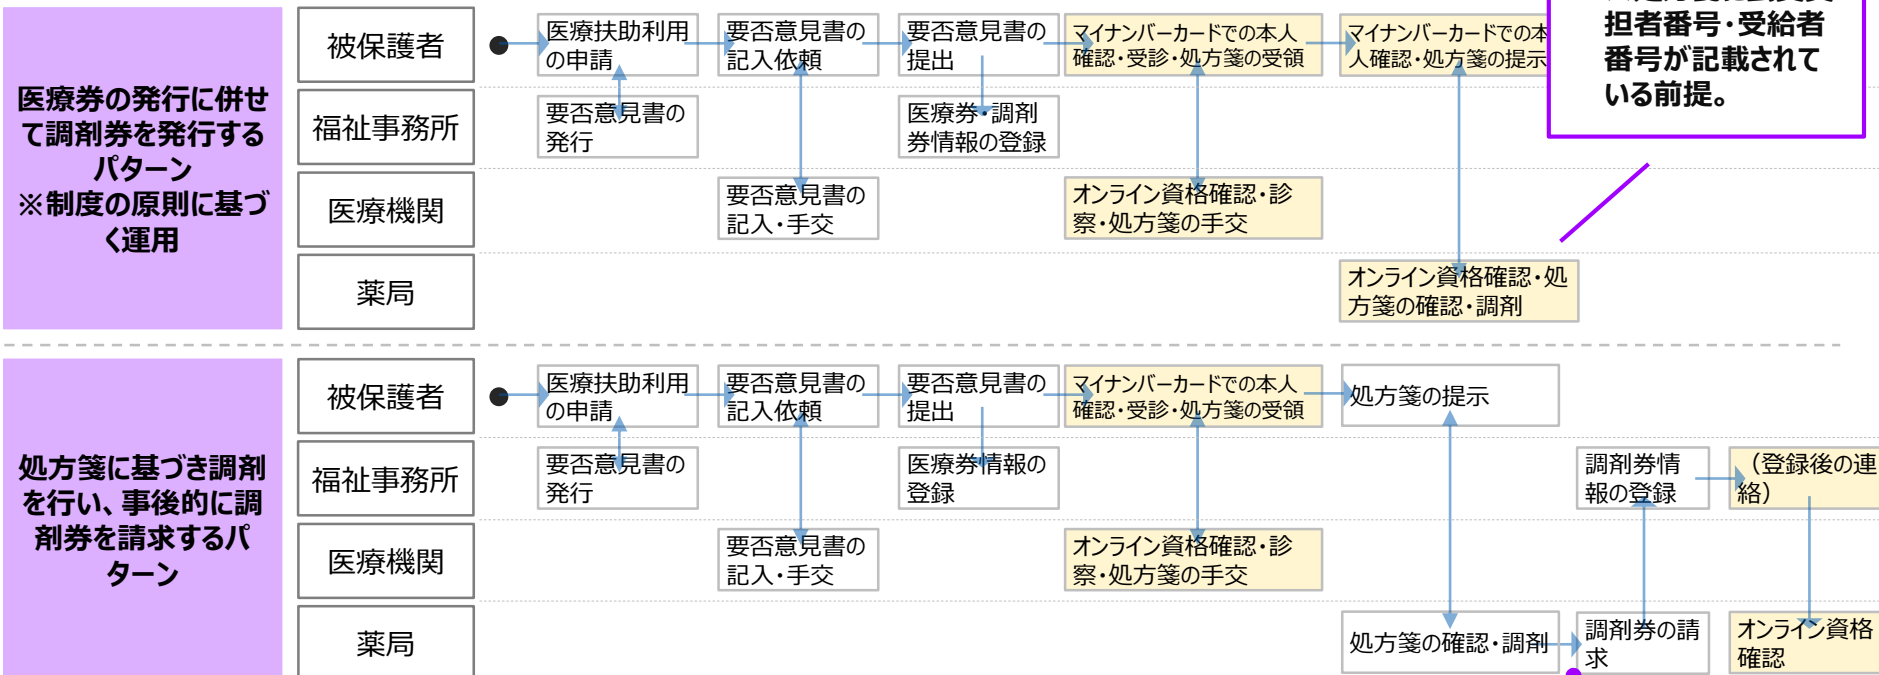 医療券の発行に併せ
て調剤券を発行する
パターン
※制度の原則に基づ
く運用
被保護者
医療扶助利用
の申請
要否意見書の
記入依頼
要否意見書の
提出
マイナンバーカードでの本人
確認・受診・処方箋の受領
マイナンバーカードでの本
人確認・処方箋の提示
担者番号・受給者
番号が記載されて
いる前提。
福祉事務所
要否意見書の
発行
医療券・調剤
券情報の登録
医療機関
要否意見書の
記入・手交
オンライン資格確認・診
察・処方箋の手交
薬局
オンライン資格確認・処
方箋の確認・調剤
処方箋に基づき調剤
を行い、事後的に調
剤券を請求するパ
ターン
被保護者
医療扶助利用
の申請
要否意見書の
記入依頼
要否意見書の
提出
マイナンバーカードでの本人
確認・受診・処方箋の受領
処方箋の提示
福祉事務所
要否意見書の
発行
医療券情報の
登録
調剤券情
報の登録
（登録後の連
絡）
医療機関
要否意見書の
記入・手交
オンライン資格確認・診
察・処方箋の手交
薬局
処方箋の確認・調剤
調剤券の請
求
オンライン資格
確認